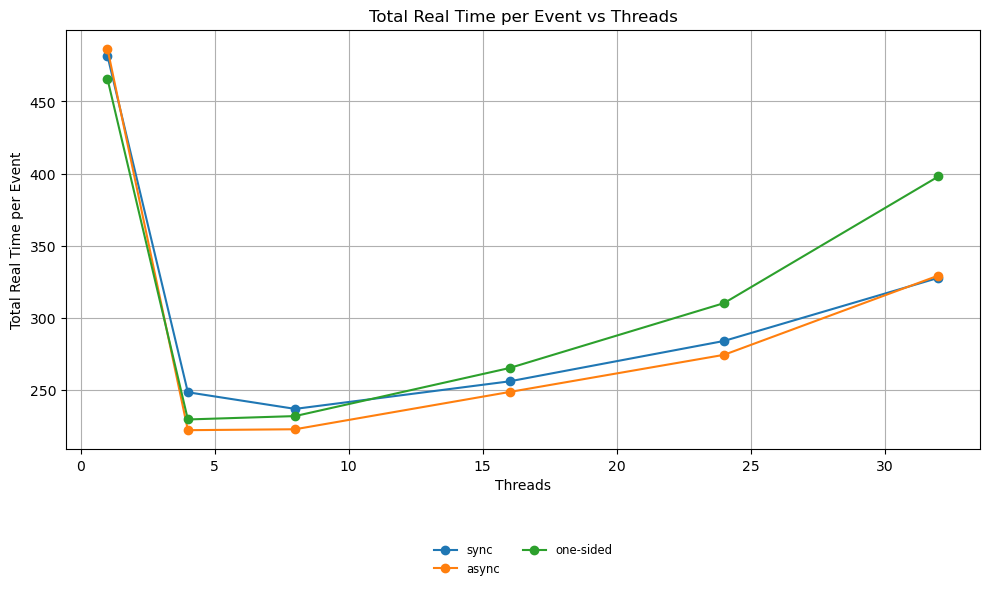 Total Real Time per Event vs Threads
Total Real Time per Event
450
400
350
300
250
0 5 10 15 20 25 30
Threads
sync one-sided
async